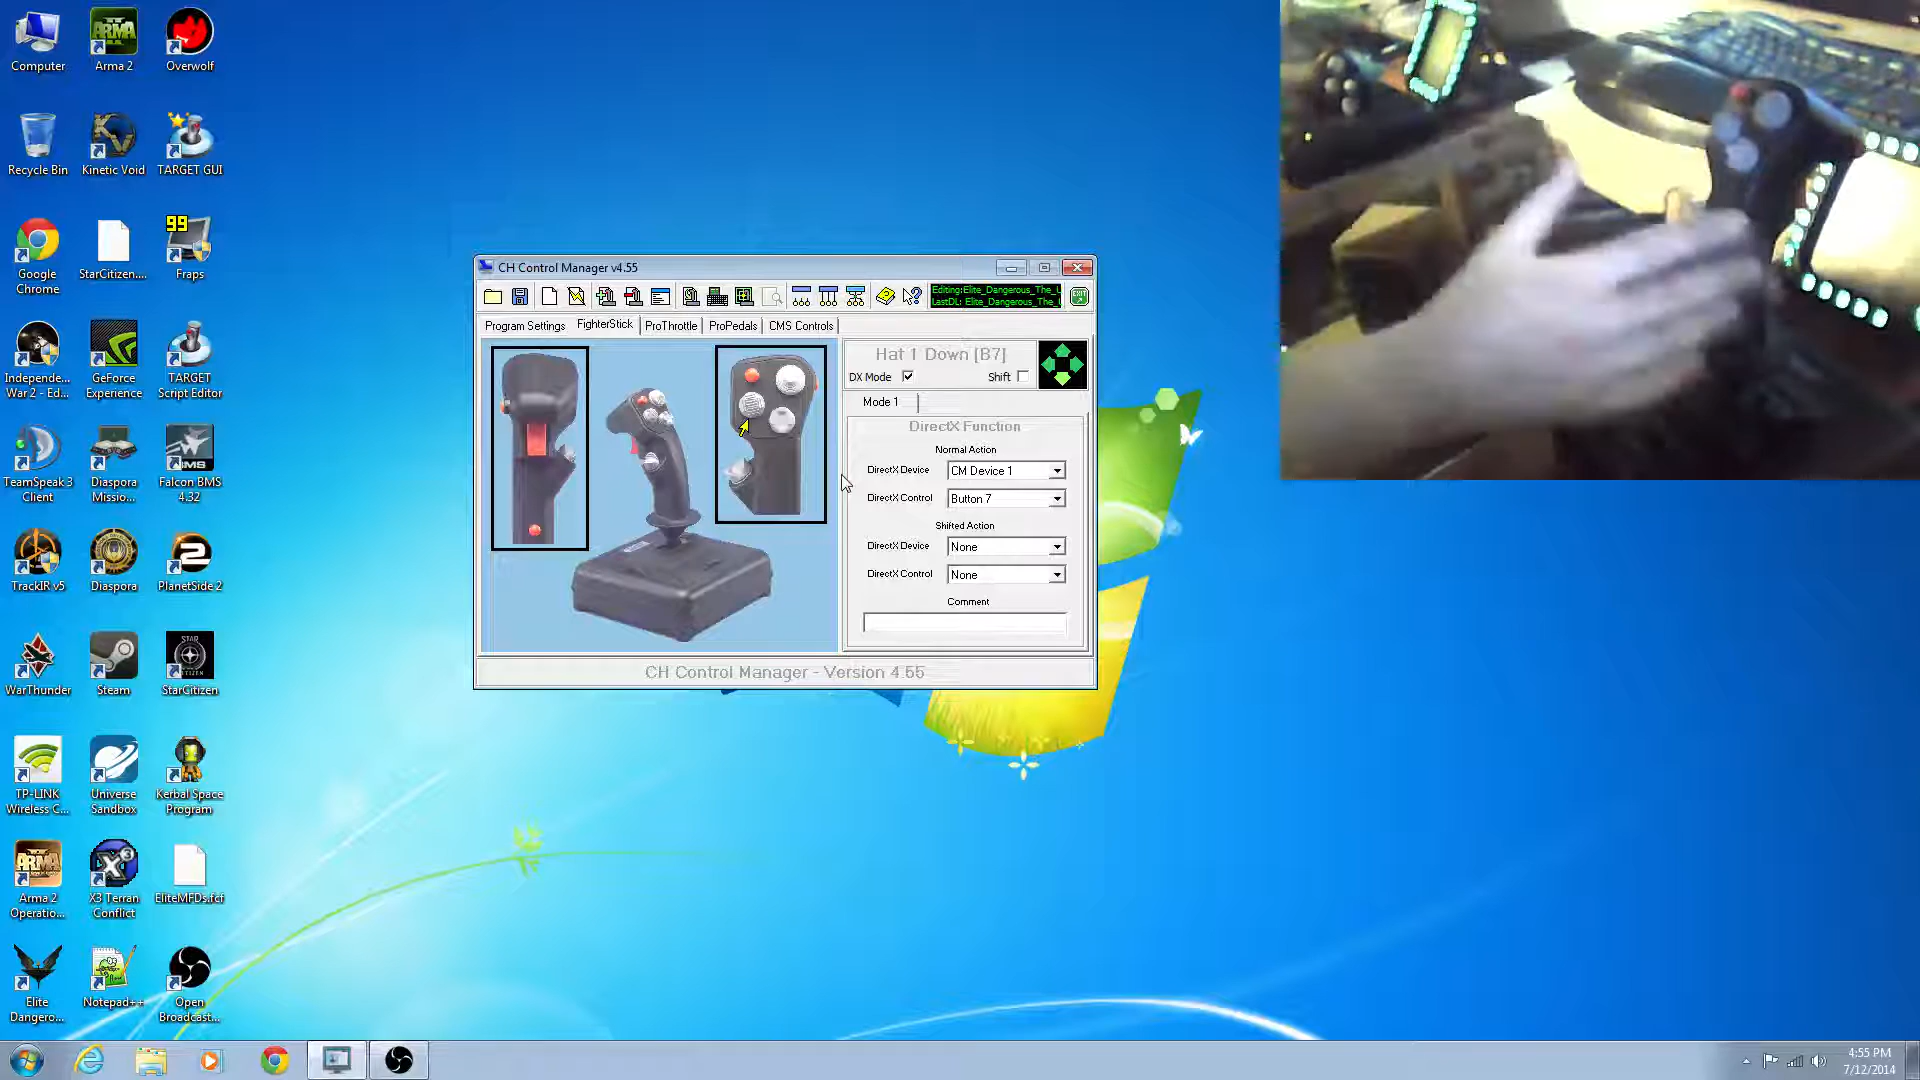 Computer
Arma 2
Overwolf
Recycle Bin
Kinetic Void
TARGET GUI
99
Google
Chrome
StarCitizen....
Fraps
Independe...
War 2 - Ed...
GeForce
Experience
TARGET
Script Editor
TeamSpeak 3
Client
Diaspora
Missio...
Falcon BMS
4.32
TrackIR v5
Diaspora
PlanetSide 2
WarThunder
Steam
StarCitizen
TP-LINK
Wireless C...
Universe
Sandbox
Kerbal Space
Program
Arma 2
Operatio...
X3 Terran
Conflict
EliteMFDs.fcf
Elite
Dangero...
Notepad++
Open
Broadcast...
CH Control Manager v4.55
Editing:Elite_Dangerous_The_L
LastDL: Elite_Dangerous_The_L
Program Settings
FighterStick
ProThrottle
ProPedals
CMS Controls
Hat 1 Down [B7]
DX Mode
Shift
Mode 1
DirectX Function
Normal Action
DirectX Device
CM Device 1
DirectX Control
Button 7
Shifted Action
DirectX Device
None
DirectX Control
None
Comment
CH Control Manager - Version 4.55
4:55 PM
7/12/2014